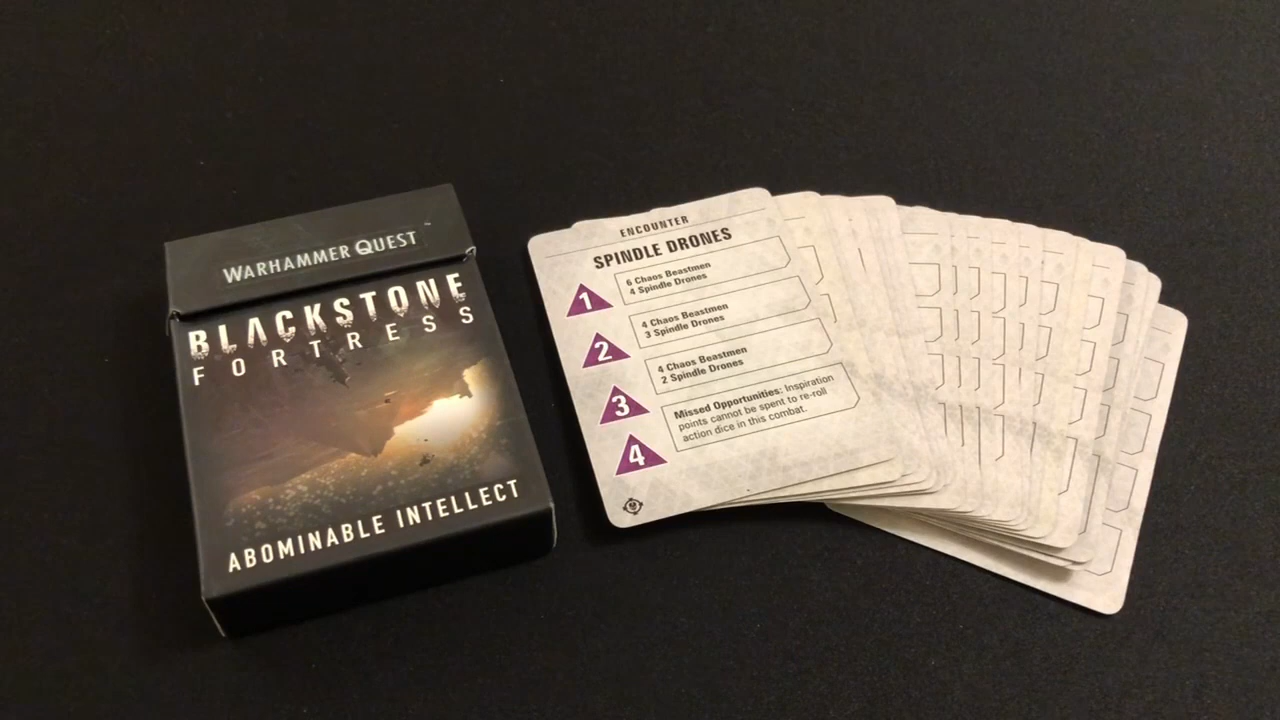 WARHAMMER QUEST
BLACKSTONE
FORTRESS
ABOMINABLE INTELLECT
ENCOUNTER
SPINDLE DRONES
1
6 Chaos Beastmen
4 Spindle Drones
2
4 Chaos Beastmen
3 Spindle Drones
3
4 Chaos Beastmen
2 Spindle Drones
4
Missed Opportunities: Inspiration
points cannot be spent to re-roll
action dice in this combat.